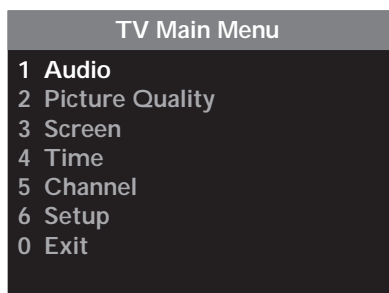 TV Main Menu
1 Audio
2 Picture Quality
3 Screen
4 Time
5 Channel
6 Setup
0 Exit